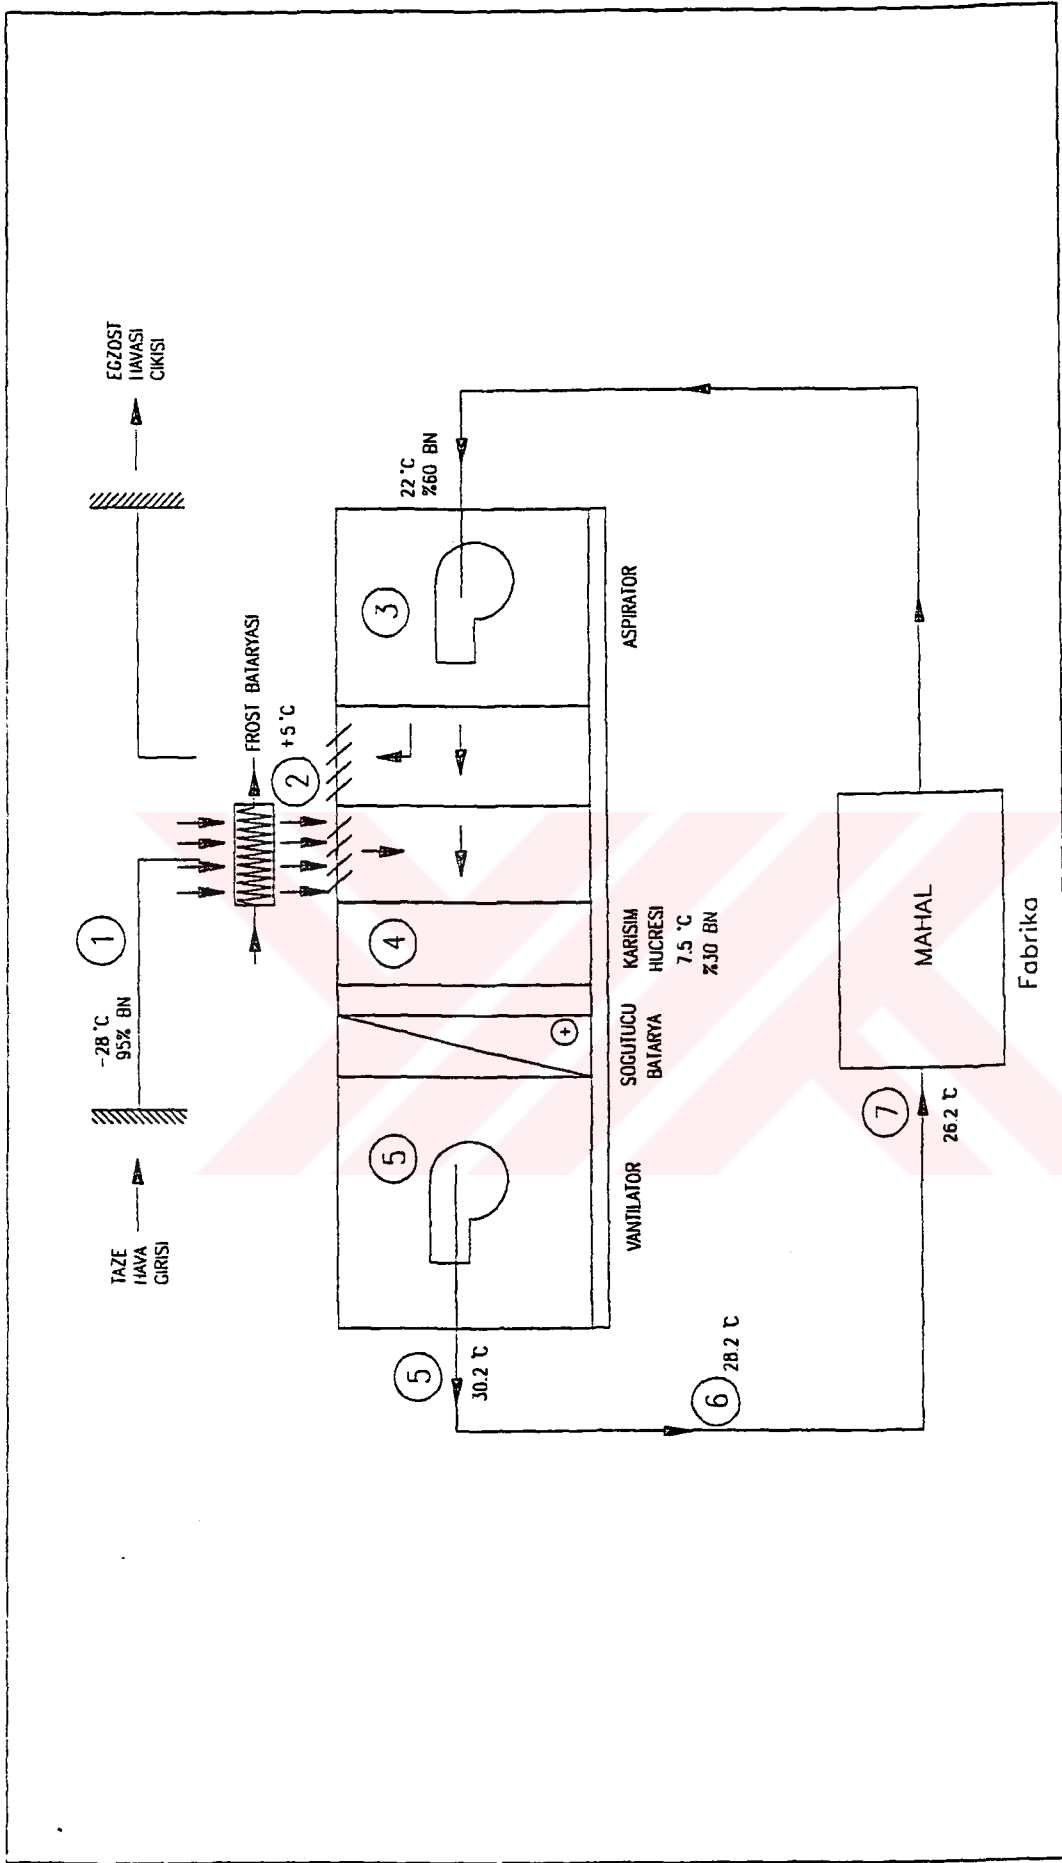 EGZOST
HAVASI
CIKISI
FROST BATARYASI
2
+5 °C
1
-28 °C
95% BN
TAZE
HAVA
GIRISI
22 °C
%60 BN
3
4
5
ASPIRATOR
KARISIM
HUCRESI
7.5 °C
%30 BN
SOGUTUCU
BATARYA
+
VANTILATOR
5
30.2 °C
6
28.2 °C
7
26.2 °C
MAHAL
Fabrika